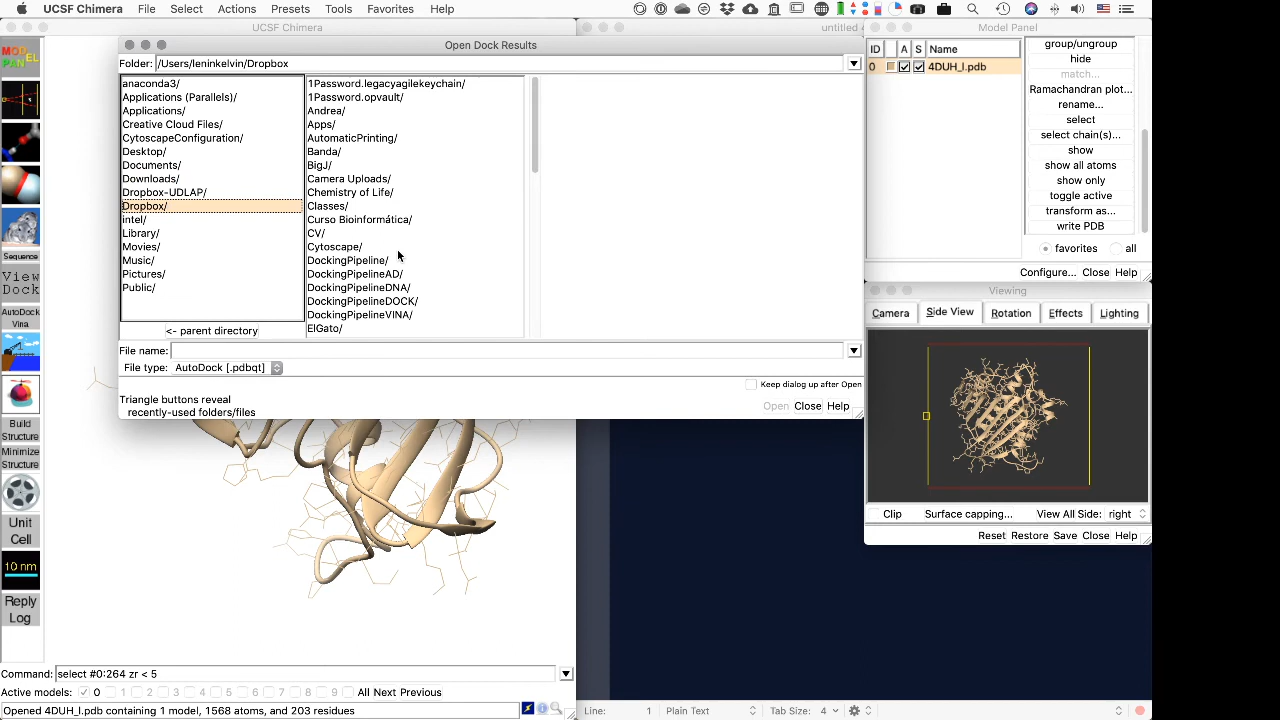 UCSF Chimera File Select Actions Presets Tools Favorites Help
UCSF Chimera
untitled 4
Model Panel
Open Dock Results
Folder: /Users/leninkelvin/Dropbox
anaconda3/
Applications (Parallels)/
Applications/
Creative Cloud Files/
CytoscapeConfiguration/
Desktop/
Documents/
Downloads/
Dropbox-UDLAP/
Dropbox/
intel/
Library/
Movies/
Music/
Pictures/
Public/
<- parent directory
1Password.legacyagilekeychain/
1Password.opvault/
Andrea/
Apps/
AutomaticPrinting/
Banda/
BigJ/
Camera Uploads/
Chemistry of Life/
Classes/
Curso Bioinformática/
CV/
Cytoscape/
DockingPipeline/
DockingPipelineAD/
DockingPipelineDNA/
DockingPipelineDOCK/
DockingPipelineVINA/
ElGato/
File name:
File type: AutoDock [.pdbqt]
Keep dialog up after Open
Triangle buttons reveal
recently-used folders/files
Open Close Help
ID A S Name
0 4DUH_l.pdb
group/ungroup
hide
match...
Ramachandran plot...
rename...
select
select chain(s)...
show
show all atoms
show only
toggle active
transform as...
write PDB
favorites all
Configure... Close Help
Viewing
Camera Side View Rotation Effects Lighting
Clip Surface capping... View All Side: right
Reset Restore Save Close Help
MODEL
PANEL
Sequence
View
Dock
AutoDock
Vina
Build
Structure
Minimize
Structure
Unit
Cell
10 nm
Reply
Log
Command: select #0:264 zr < 5
Active models: 0 1 2 3 4 5 6 7 8 9 All Next Previous
Opened 4DUH_l.pdb containing 1 model, 1568 atoms, and 203 residues
Line: 1 Plain Text Tab Size: 4